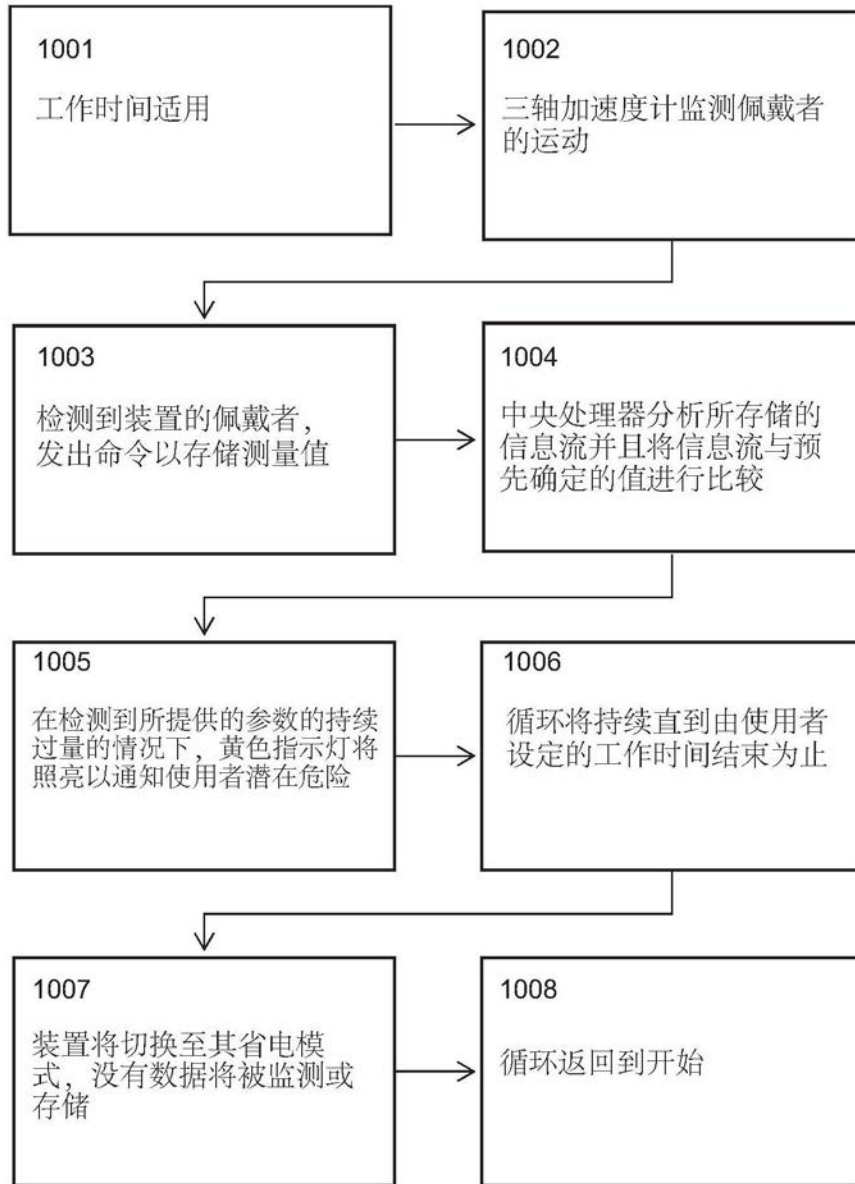 1001
工作时间适用
1002
三轴加速度计监测佩戴者
的运动
1003
检测到装置的佩戴者，
发出命令以存储测量值
1004
中央处理器分析所存储的
信息流并且将信息流与预
先确定的值进行比较
1005
在检测到所提供的参数的持续
过量的情况下，黄色指示灯将
照亮以通知使用者潜在危险
1006
循环将持续直到由使用者
设定的工作时间结束为止
1007
装置将切换至其省电模
式，没有数据将被监测或
存储
1008
循环返回到开始